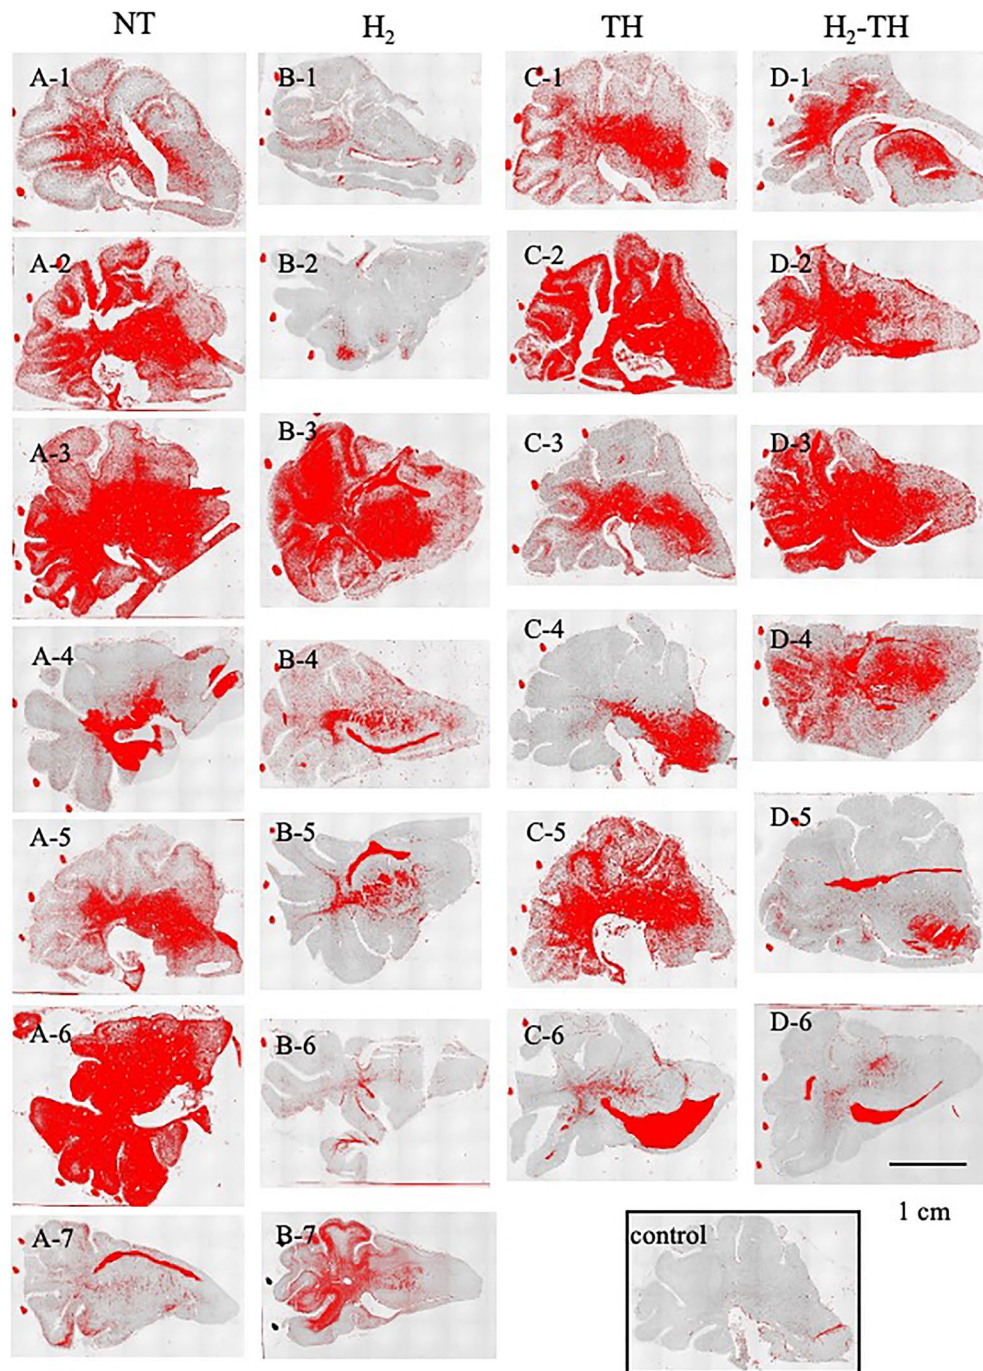 NT H₂ TH H₂-TH
A-1 B-1 C-1 D-1
A-2 B-2 C-2 D-2
A-3 B-3 C-3 D-3
A-4 B-4 C-4 D-4
A-5 B-5 C-5 D-5
A-6 B-6 C-6 D-6
1 cm
A-7 B-7 control